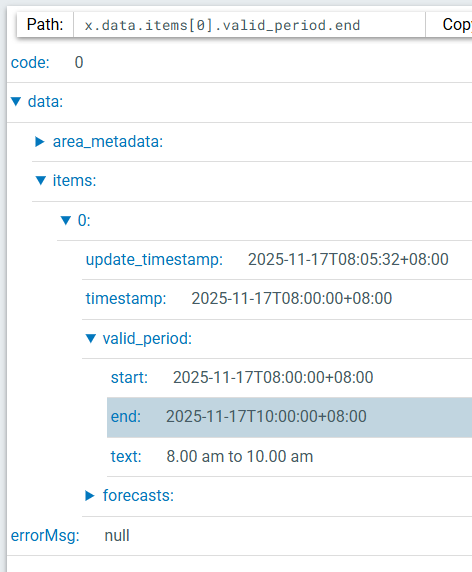 Path: x.data.items[0].valid_period.end Copy
code: 0
data:
area_metadata:
items:
0:
update_timestamp: 2025-11-17T08:05:32+08:00
timestamp: 2025-11-17T08:00:00+08:00
valid_period:
start: 2025-11-17T08:00:00+08:00
end: 2025-11-17T10:00:00+08:00
text: 8.00 am to 10.00 am
forecasts:
errorMsg: null